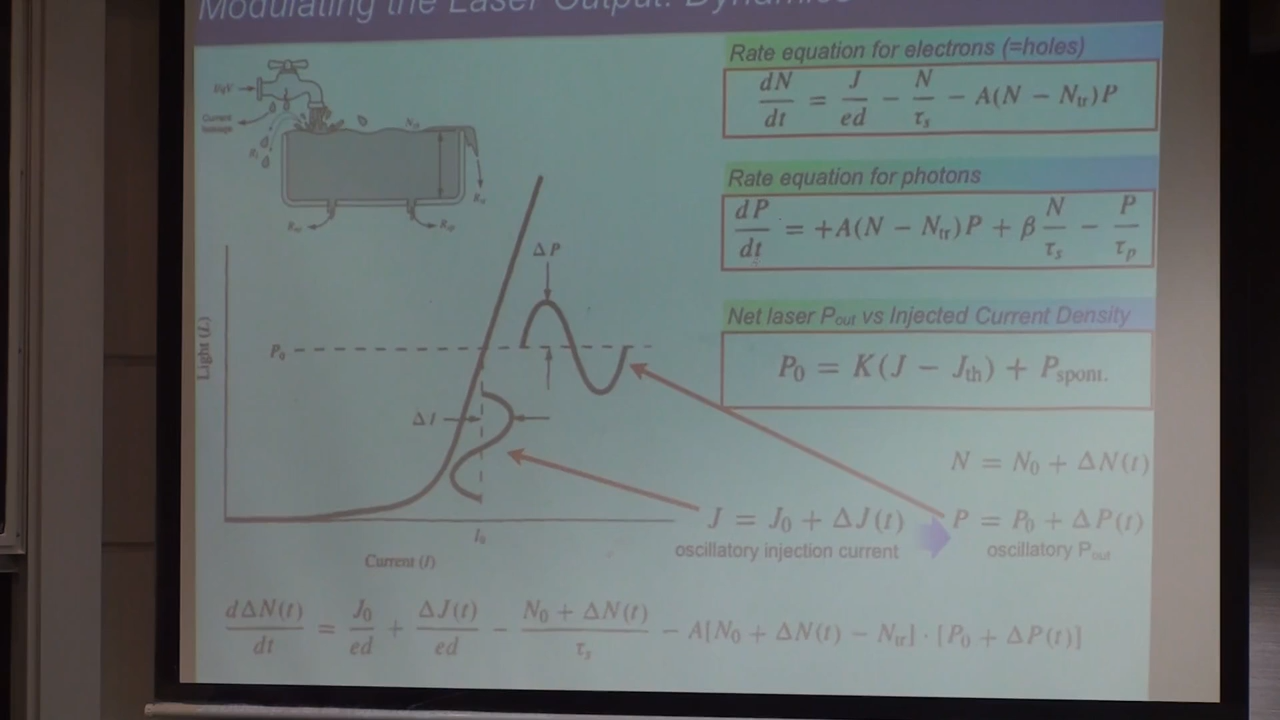 Modulating the Laser Output: Dynamics
Rate equation for electrons (=holes)
dN/dt = J/ed − N/τs − A(N − Ntr)P
Rate equation for photons
dP/dt = +A(N − Ntr)P + β N/τs − P/τp
Net laser Pout vs Injected Current Density
P0 = K(J − Jth) + Pspont.
Current
leakage
Nth
ΔP
Light (L)
P0
ΔI
I0
Current (I)
N = N0 + ΔN(t)
J = J0 + ΔJ(t)
oscillatory injection current
P = P0 + ΔP(t)
oscillatory Pout
dΔN(t)/dt = J0/ed + ΔJ(t)/ed − N0 + ΔN(t)/τs − A[N0 + ΔN(t) − Ntr] · [P0 + ΔP(t)]